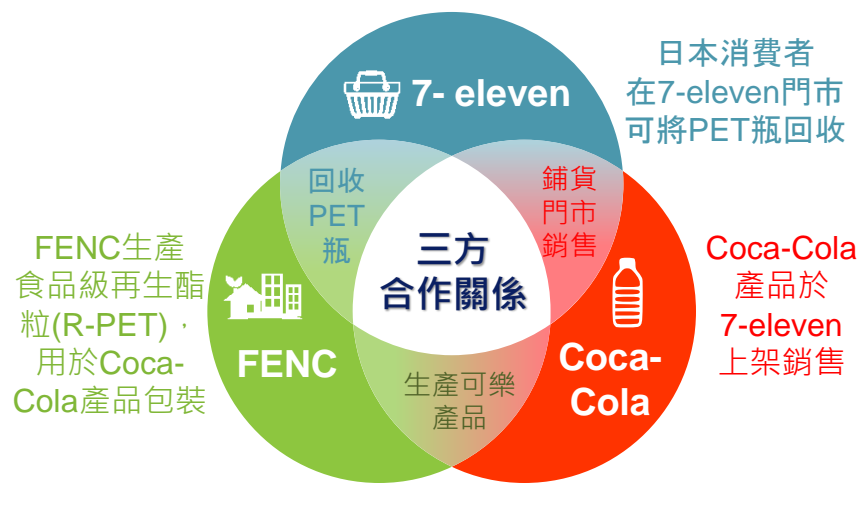 7- eleven
日本消費者
在7-eleven門市
可將PET瓶回收
回收
PET
瓶
鋪貨
門市
銷售
三方
合作關係
FENC生產
食品級再生酯
粒(R-PET)，
用於Coca-
Cola產品包裝
FENC
Coca-
Cola
Coca-Cola
產品於
7-eleven
上架銷售
生產可樂
產品